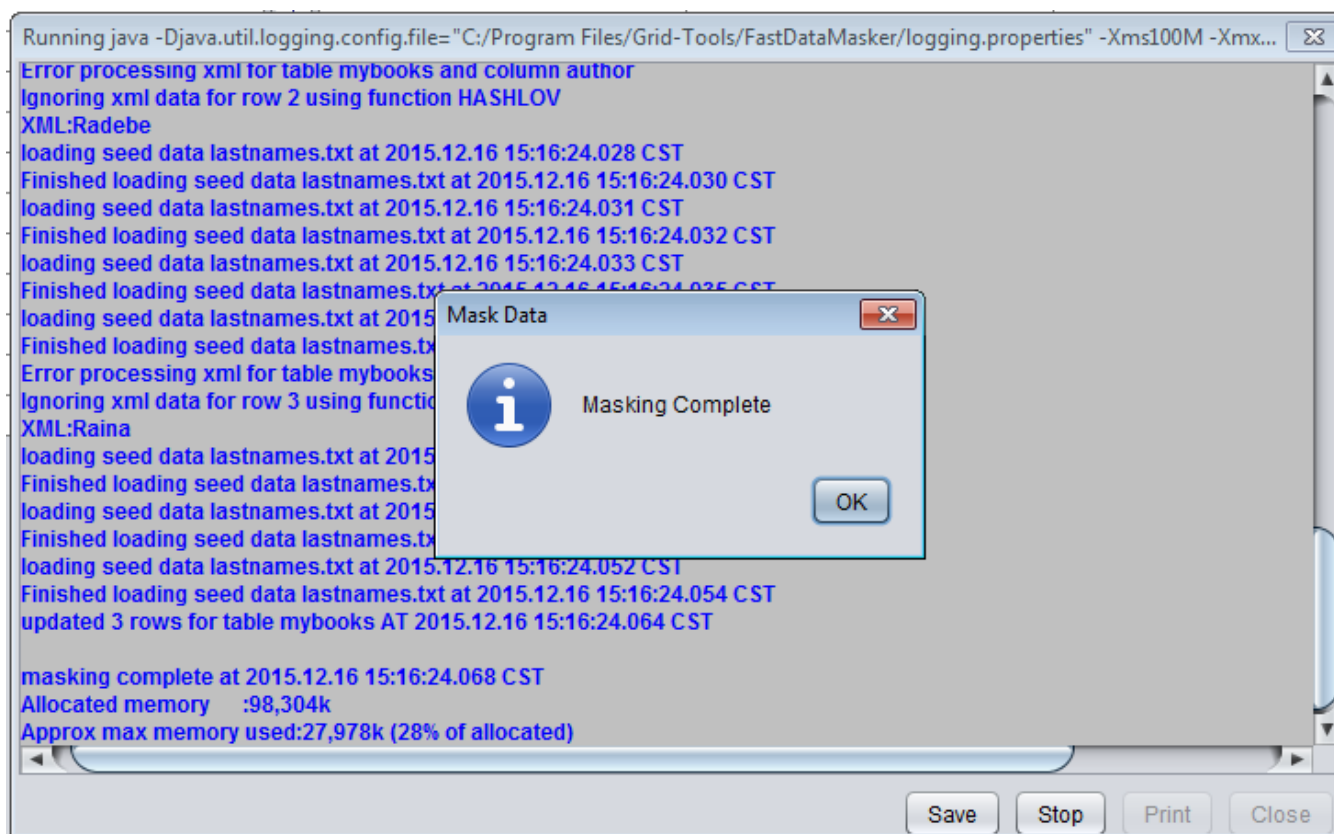 Running java -Djava.util.logging.config.file="C:/Program Files/Grid-Tools/FastDataMasker/logging.properties" -Xms100M -Xmx...
Error processing xml for table mybooks and column author
Ignoring xml data for row 2 using function HASHLOV
XML:Radebe
loading seed data lastnames.txt at 2015.12.16 15:16:24.028 CST
Finished loading seed data lastnames.txt at 2015.12.16 15:16:24.030 CST
loading seed data lastnames.txt at 2015.12.16 15:16:24.031 CST
Finished loading seed data lastnames.txt at 2015.12.16 15:16:24.032 CST
loading seed data lastnames.txt at 2015.12.16 15:16:24.033 CST
Finished loading seed data lastnames.txt at 2015.12.16 15:16:24.035 CST
loading seed data lastnames.txt at 2015
Finished loading seed data lastnames.tx
Error processing xml for table mybooks
Ignoring xml data for row 3 using functio
XML:Raina
loading seed data lastnames.txt at 2015
Finished loading seed data lastnames.tx
loading seed data lastnames.txt at 2015
Finished loading seed data lastnames.tx
loading seed data lastnames.txt at 2015.12.16 15:16:24.052 CST
Finished loading seed data lastnames.txt at 2015.12.16 15:16:24.054 CST
updated 3 rows for table mybooks AT 2015.12.16 15:16:24.064 CST
masking complete at 2015.12.16 15:16:24.068 CST
Allocated memory :98,304k
Approx max memory used:27,978k (28% of allocated)
Mask Data
Masking Complete
OK
Save Stop Print Close